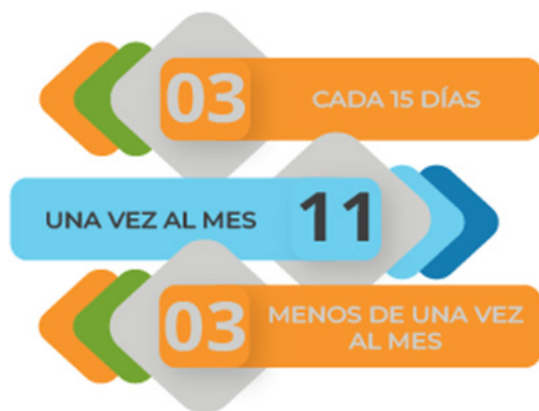 03 CADA 15 DÍAS
UNA VEZ AL MES 11
03 MENOS DE UNA VEZ
AL MES